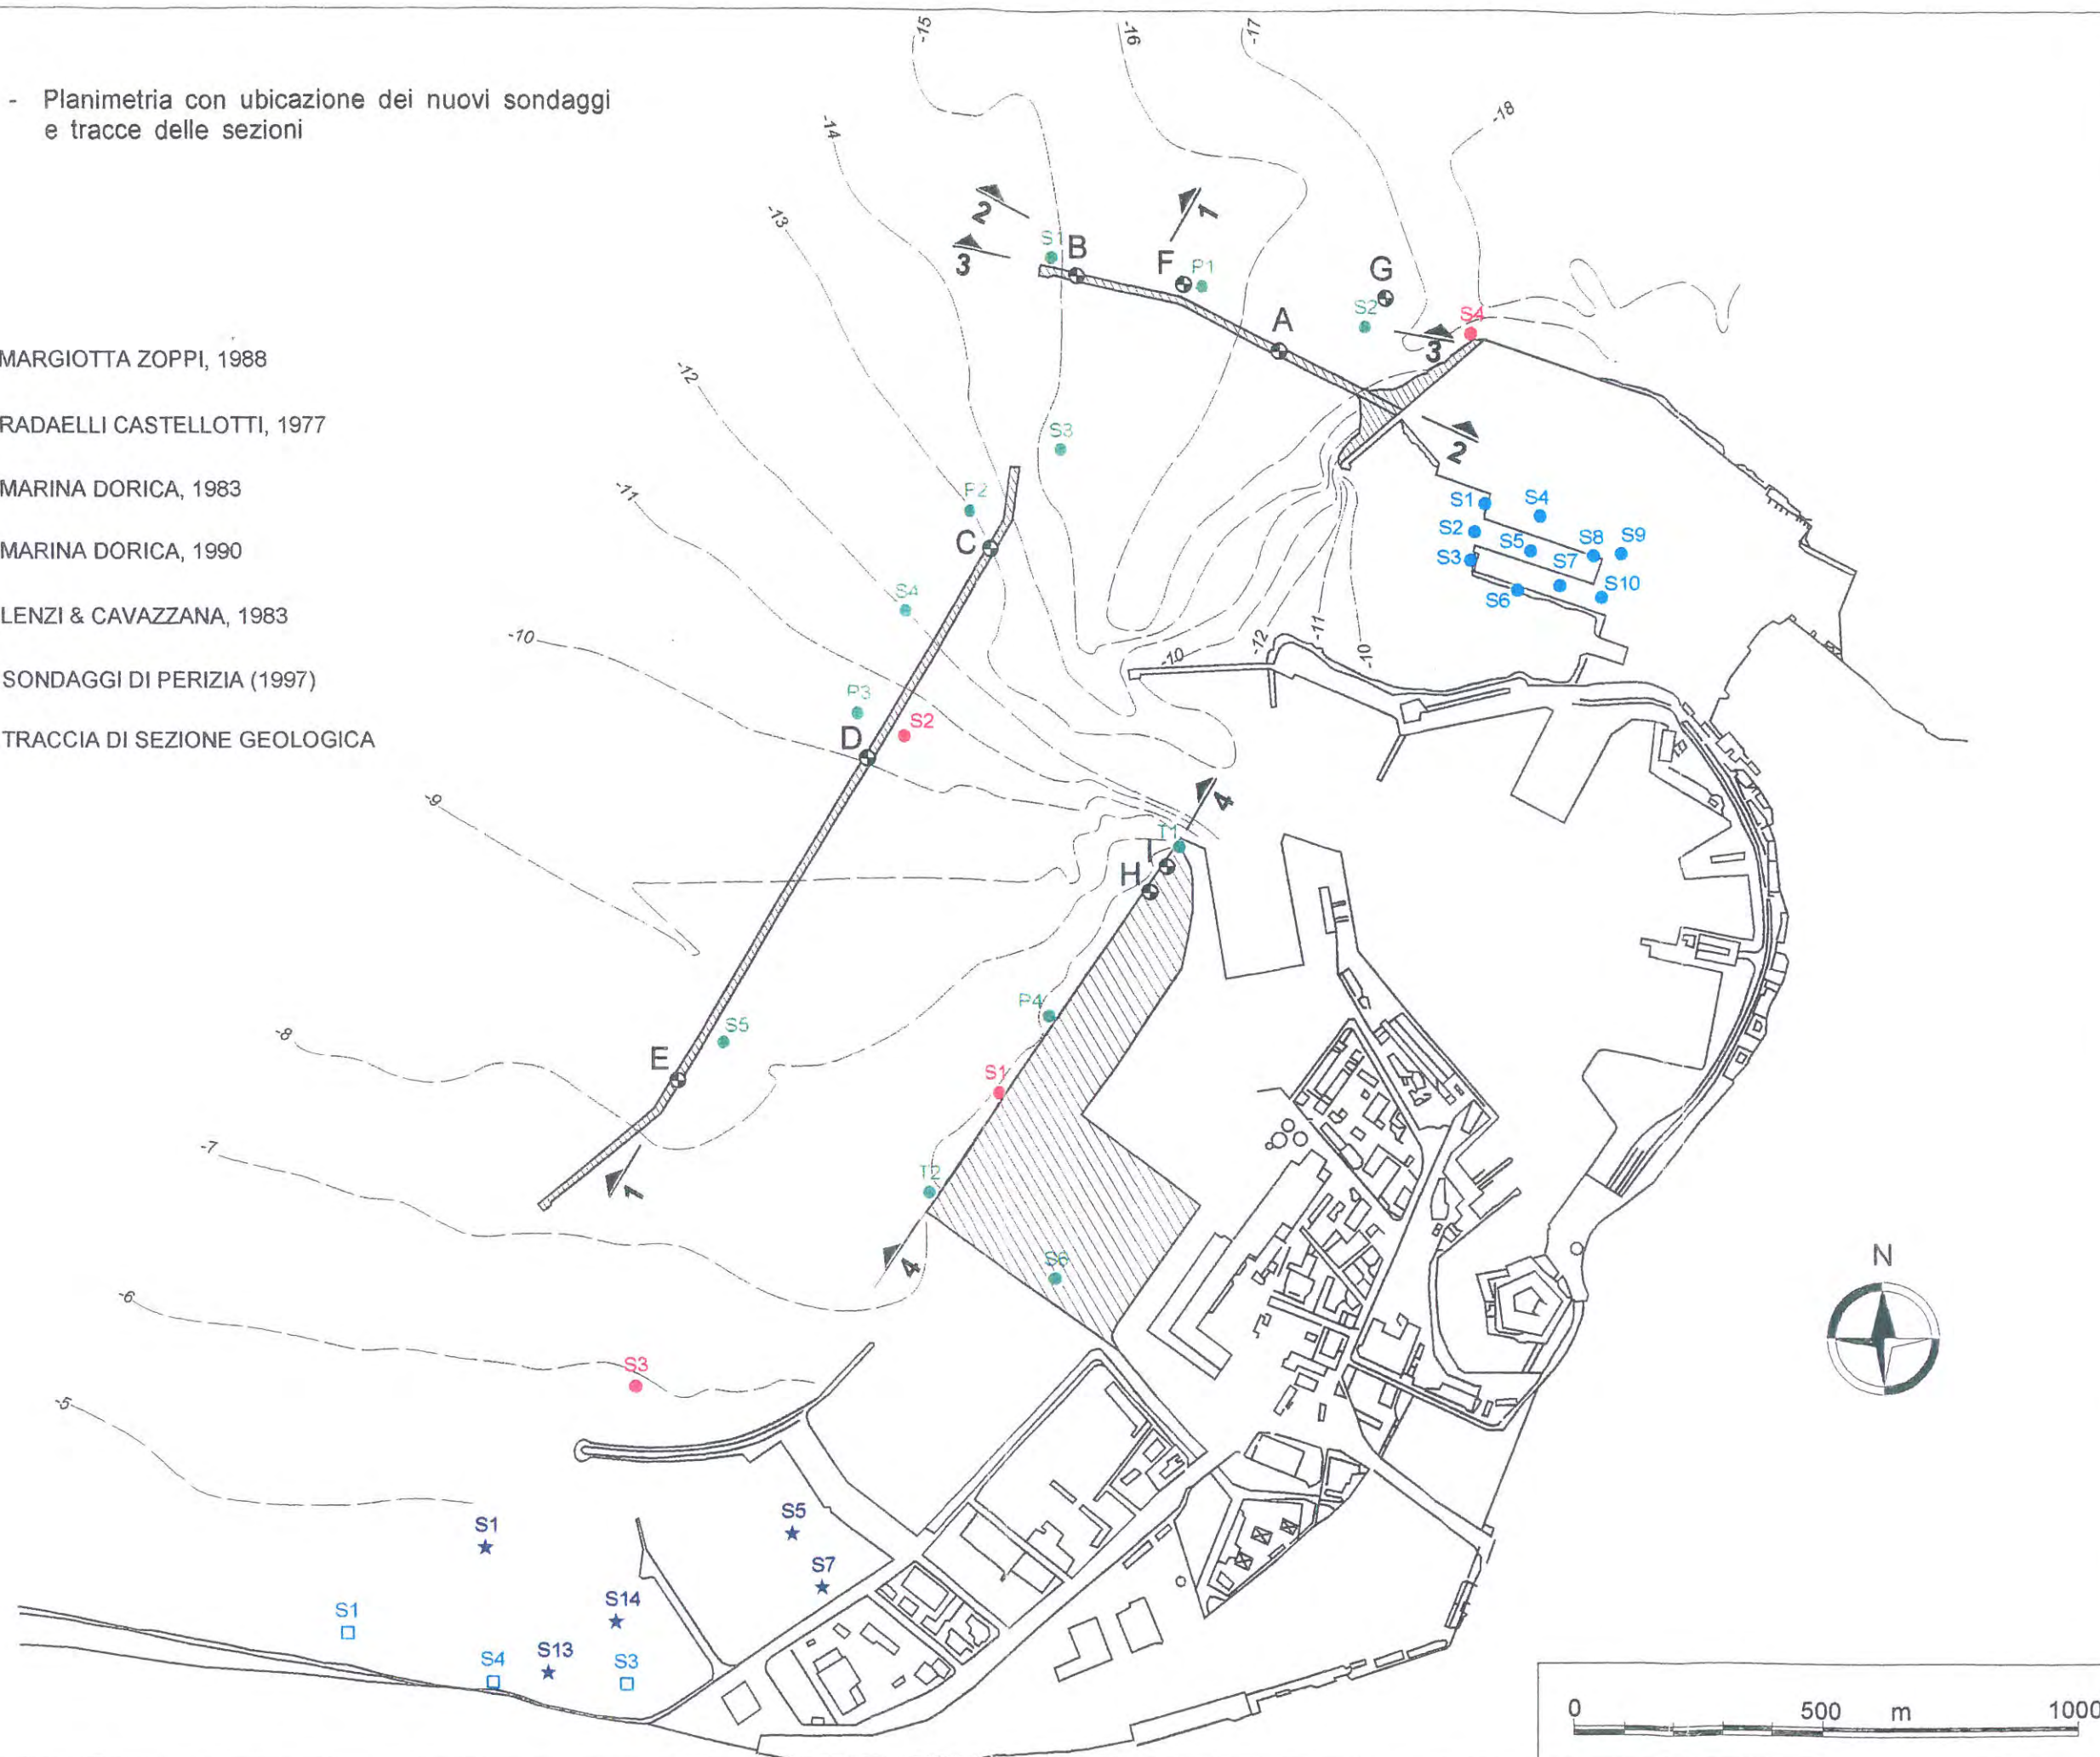 - Planimetria con ubicazione dei nuovi sondaggi
e tracce delle sezioni
MARGIOTTA ZOPPI, 1988
RADAELLI CASTELLOTTI, 1977
MARINA DORICA, 1983
MARINA DORICA, 1990
LENZI & CAVAZZANA, 1983
SONDAGGI DI PERIZIA (1997)
TRACCIA DI SEZIONE GEOLOGICA
-15
-16
-17
-18
-14
-13
-12
-11
-10
-9
-8
-7
-6
-5
2
3
1
S1
B
F
P1
G
S2
S4
A
3
2
S3
P2
C
S4
P3
D
S2
S1
S4
S2
S5
S8
S9
S3
S7
S6
S10
-10
-12
-11
-10
4
T1
I
H
P4
S1
S5
E
1
T2
4
S6
S3
N
S1
S5
S7
S14
S1
S13
S4
S3
0
500
m
1000